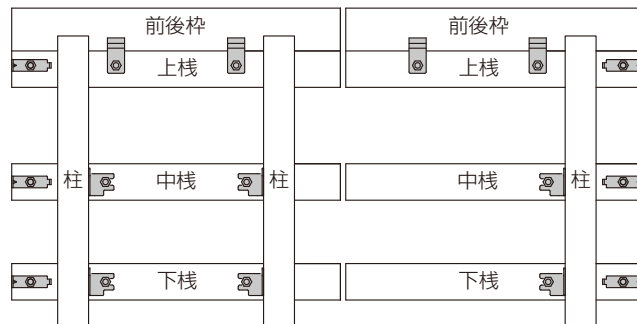 前後枠 前後枠
上桟 上桟
柱 中桟 柱 中桟 柱
下桟 下桟